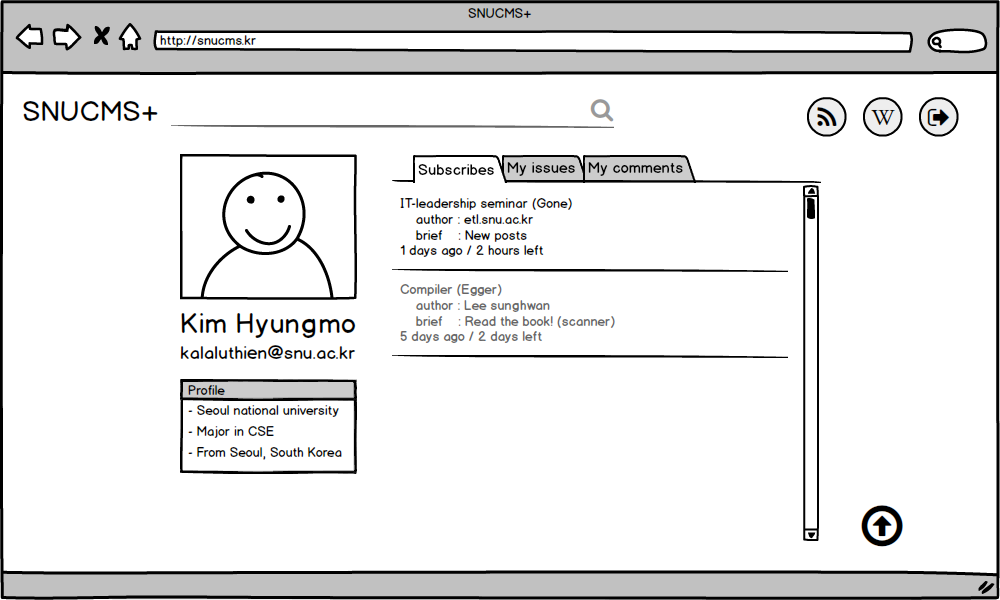 SNUCMS+
http://snucms.kr
SNUCMS+
W
Subscribes
My issues
My comments
IT-leadership seminar (Gone)
author : etl.snu.ac.kr
brief : New posts
1 days ago / 2 hours left
Compiler (Egger)
author : Lee sunghwan
brief : Read the book! (scanner)
5 days ago / 2 days left
Kim Hyungmo
kalaluthien@snu.ac.kr
Profile
- Seoul national university
- Major in CSE
- From Seoul, South Korea